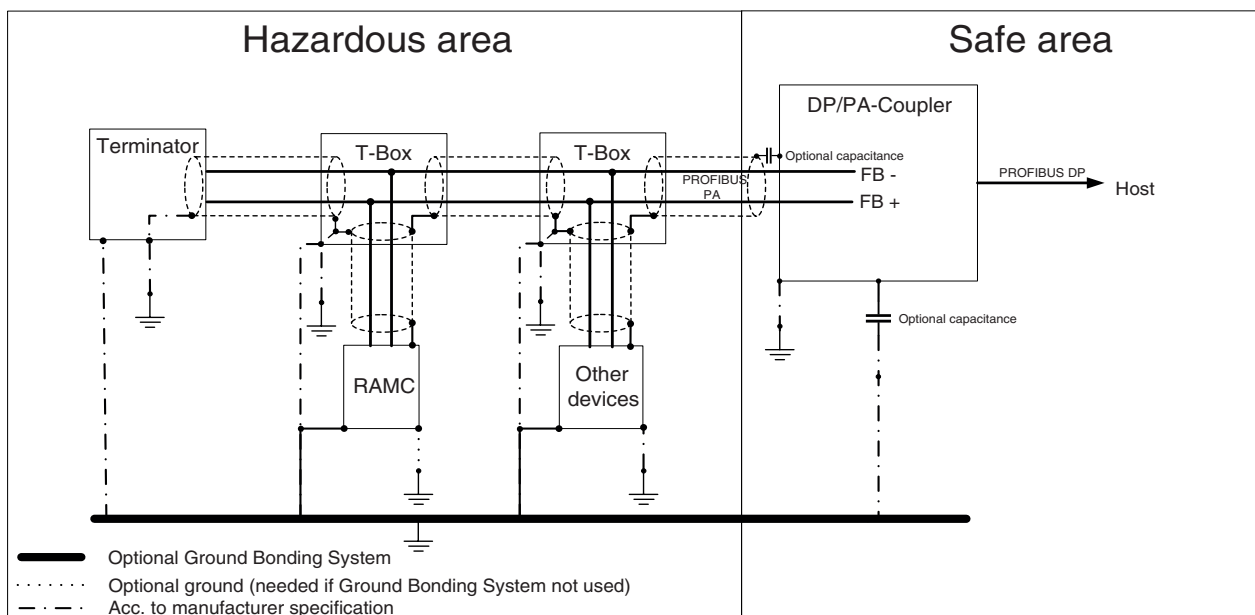 Hazardous area
Safe area
DP/PA-Coupler
Terminator
T-Box
T-Box
Optional capacitance
FB -
PROFIBUS
PA
FB +
PROFIBUS DP
Host
Optional capacitance
RAMC
Other
devices
Optional Ground Bonding System
Optional ground (needed if Ground Bonding System not used)
Acc. to manufacturer specification